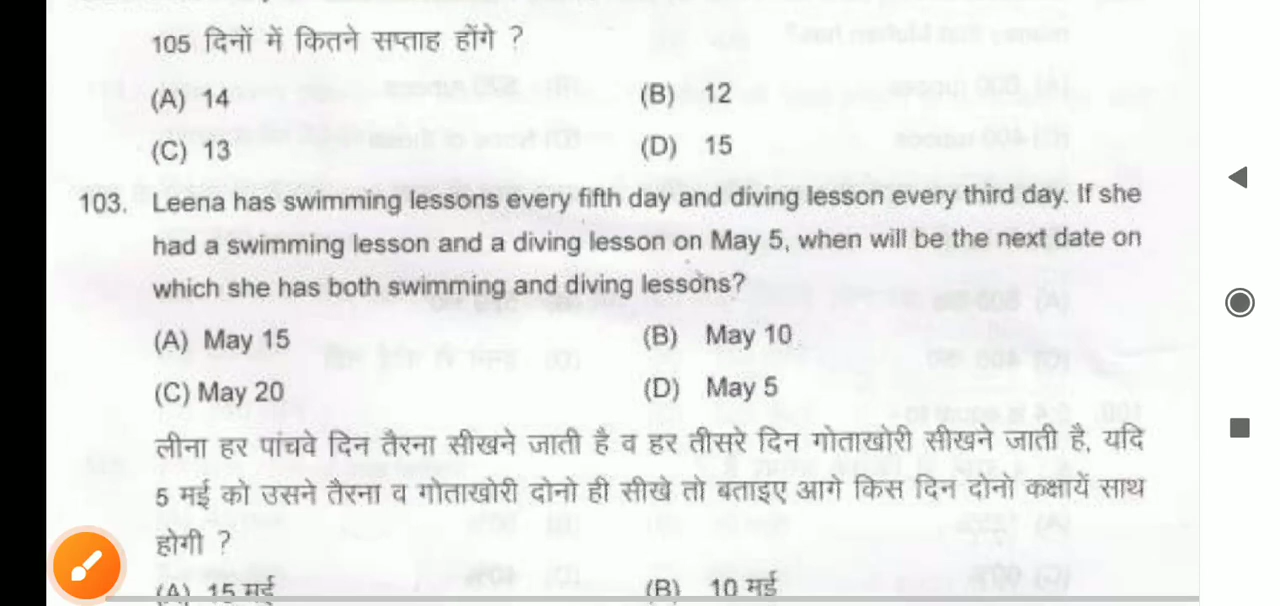 105 दिनों में कितने सप्ताह होंगे ?
(A) 14 (B) 12
(C) 13 (D) 15
103. Leena has swimming lessons every fifth day and diving lesson every third day. If she
had a swimming lesson and a diving lesson on May 5, when will be the next date on
which she has both swimming and diving lessons?
(A) May 15 (B) May 10
(C) May 20 (D) May 5
लीना हर पांचवे दिन तैरना सीखने जाती है व हर तीसरे दिन गोताखोरी सीखने जाती है, यदि
5 मई को उसने तैरना व गोताखोरी दोनो ही सीखे तो बताइए आगे किस दिन दोनो कक्षायें साथ
होगी ?
(A) 15 मई (B) 10 मई